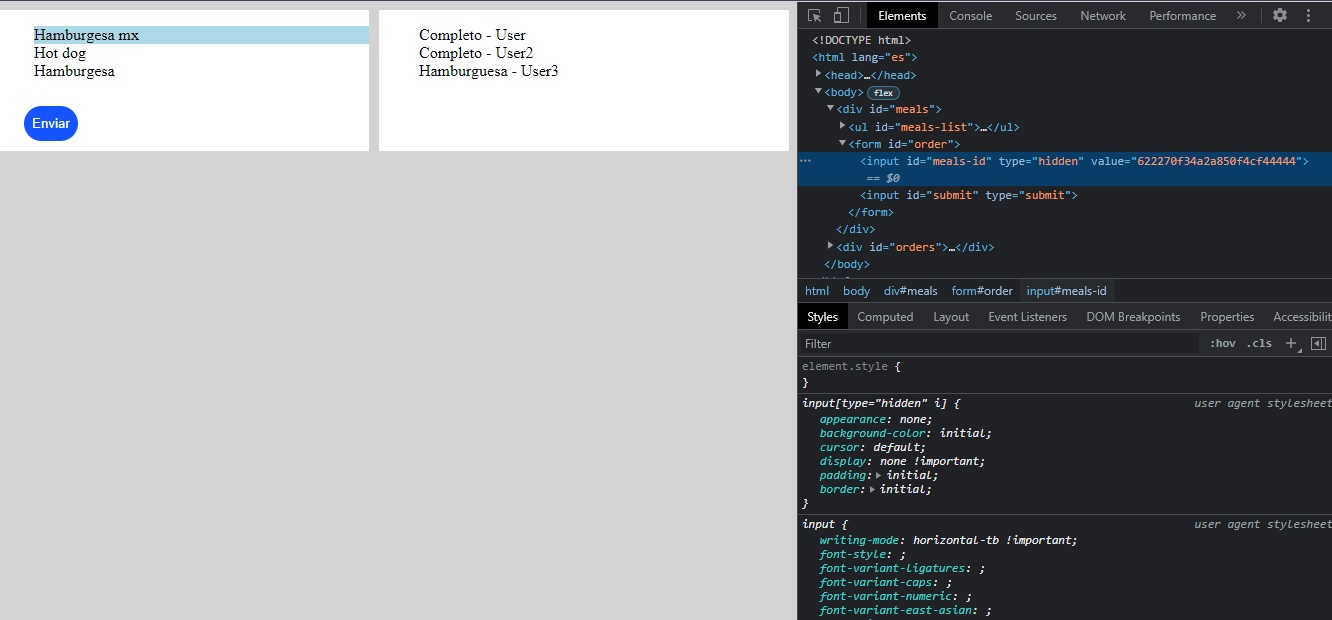 Hamburgesa mx
Hot dog
Hamburgesa
Enviar
Completo - User
Completo - User2
Hamburguesa - User3
Elements Console Sources Network Performance »
<!DOCTYPE html>
<html lang="es">
<head>…</head>
<body> flex
<div id="meals">
<ul id="meals-list">…</ul>
<form id="order">
<input id="meals-id" type="hidden" value="622270f34a2a850f4cf44444">
== $0
<input id="submit" type="submit">
</form>
</div>
<div id="orders">…</div>
</body>
html body div#meals form#order input#meals-id
Styles Computed Layout Event Listeners DOM Breakpoints Properties Accessibilit
Filter :hov .cls +
element.style {
}
input[type="hidden" i] { user agent stylesheet
appearance: none;
background-color: initial;
cursor: default;
display: none !important;
padding: initial;
border: initial;
}
input { user agent stylesheet
writing-mode: horizontal-tb !important;
font-style: ;
font-variant-ligatures: ;
font-variant-caps: ;
font-variant-numeric: ;
font-variant-east-asian: ;